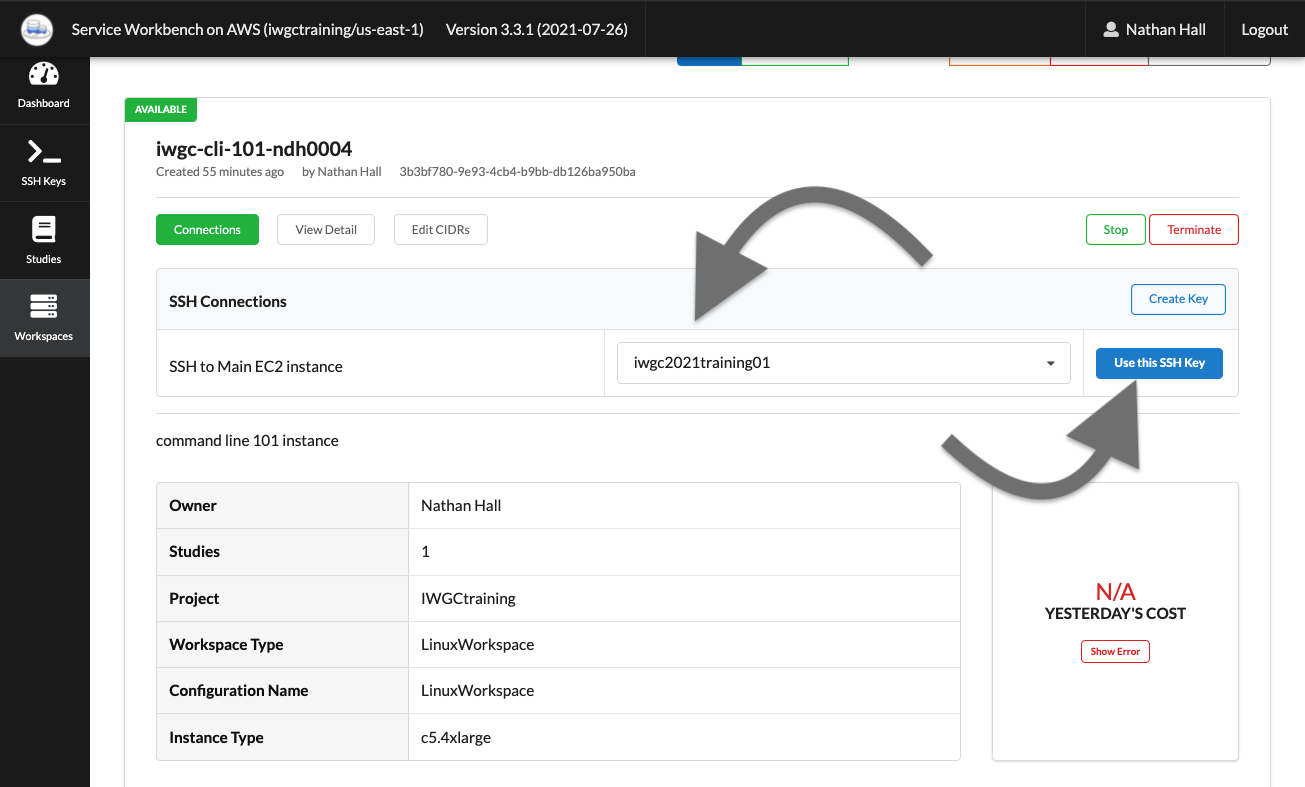 Service Workbench on AWS (iwgctraining/us-east-1) Version 3.3.1 (2021-07-26) Nathan Hall Logout
Dashboard
SSH Keys
Studies
Workspaces
AVAILABLE
iwgc-cli-101-ndh0004
Created 55 minutes ago by Nathan Hall 3b3bf780-9e93-4cb4-b9bb-db126ba950ba
Connections View Detail Edit CIDRs Stop Terminate
SSH Connections Create Key
SSH to Main EC2 instance iwgc2021training01 Use this SSH Key
command line 101 instance
Owner Nathan Hall
Studies 1
Project IWGCtraining
Workspace Type LinuxWorkspace
Configuration Name LinuxWorkspace
Instance Type c5.4xlarge
N/A
YESTERDAY'S COST
Show Error